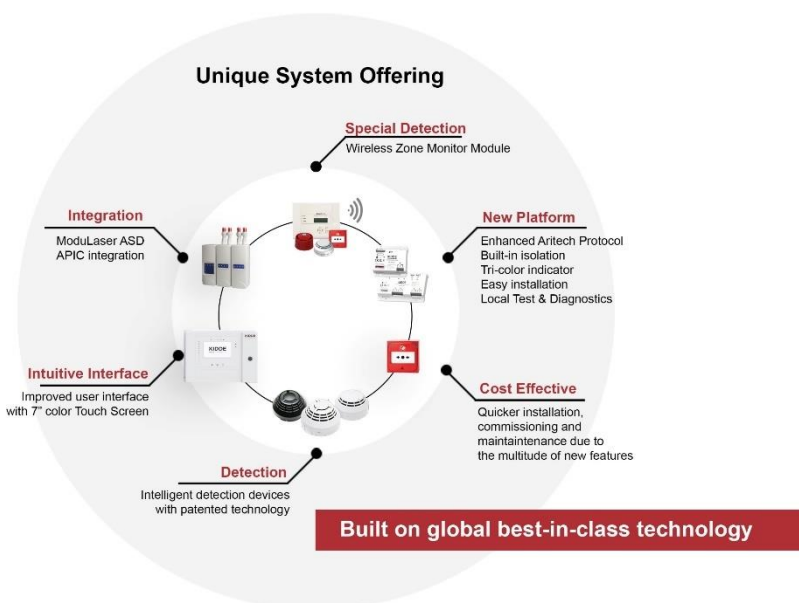 Unique System Offering
Special Detection
Wireless Zone Monitor Module
Integration
ModuLaser ASD
APIC integration
New Platform
Enhanced Aritech Protocol
Built-in isolation
Tri-color indicator
Easy installation
Local Test & Diagnostics
KIDDE
Intuitive Interface
Improved user interface
with 7” color Touch Screen
Cost Effective
Quicker installation,
commissioning and
maintaintenance due to
the multitude of new features
Detection
Intelligent detection devices
with patented technology
Built on global best-in-class technology